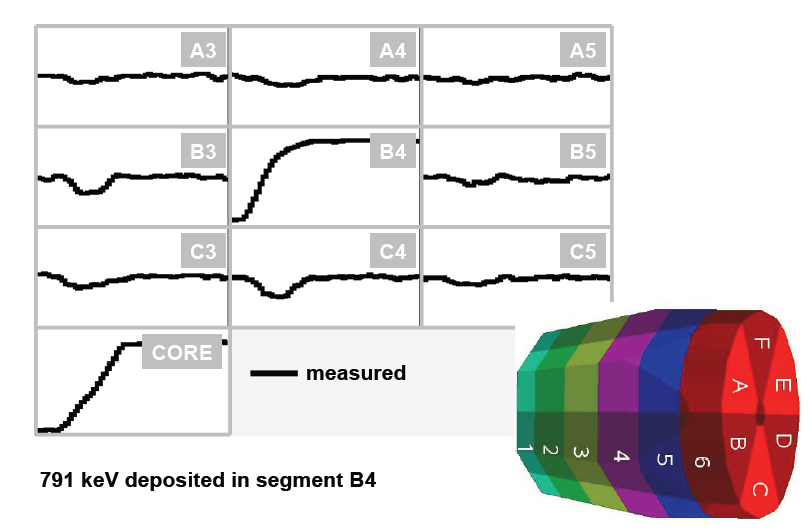 A3
A4
A5
B3
B4
B5
C3
C4
C5
CORE
measured
791 keV deposited in segment B4
F
A
E
B
D
C
1
2
3
4
5
6